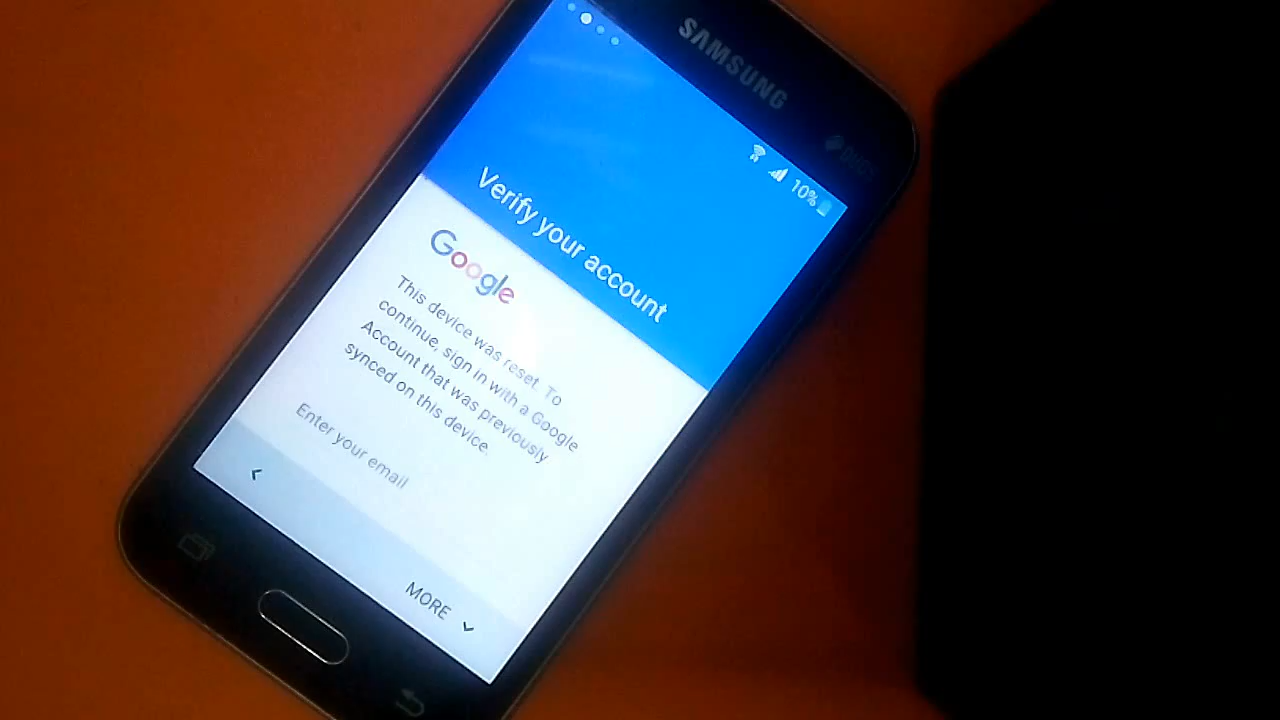 SAMSUNG
DUOS
10%
Verify your account
Google
This device was reset. To
continue, sign in with a Google
Account that was previously
synced on this device.
Enter your email
MORE